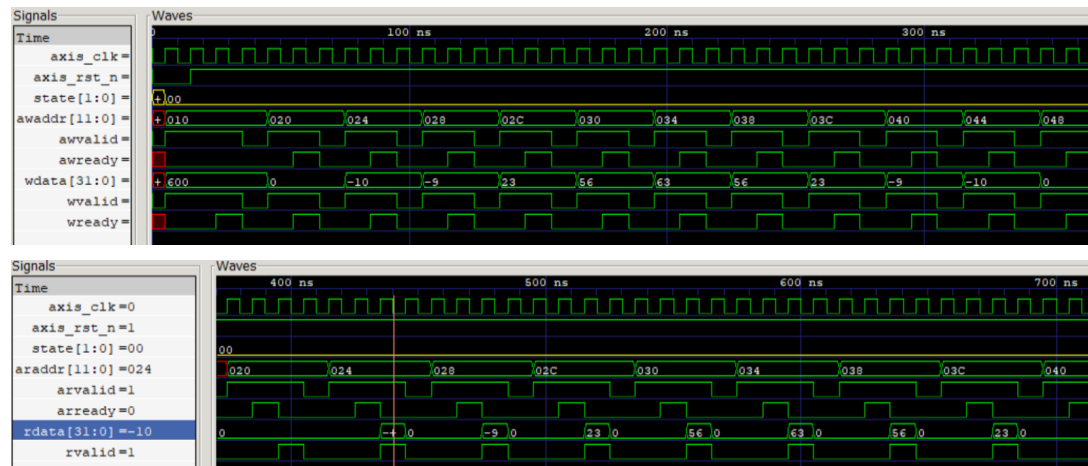 Signals Waves
Time 0 100 ns 200 ns 300 ns
axis_clk=
axis_rst_n=
state[1:0]= + 00
awaddr[11:0]= + 010 020 024 028 02C 030 034 038 03C 040 044 048
awvalid=
awready=
wdata[31:0]= + 600 0 -10 -9 23 56 63 56 23 -9 -10 0
wvalid=
wready=
Signals Waves
Time 400 ns 500 ns 600 ns 700 ns
axis_clk=0
axis_rst_n=1
state[1:0]=00 00
araddr[11:0]=024 020 024 028 02C 030 034 038 03C 040
arvalid=1
arready=0
rdata[31:0]=-10 0 -+ 0 -9 0 23 0 56 0 63 0 56 0 23 0
rvalid=1